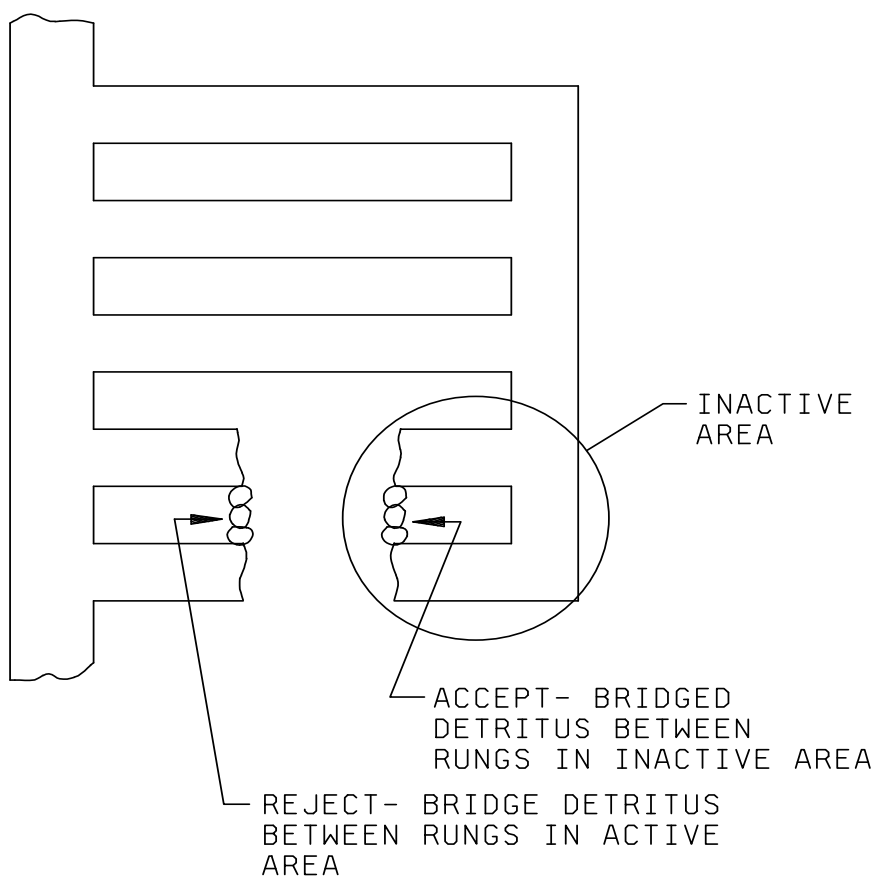 INACTIVE
AREA
ACCEPT- BRIDGED
DETRITUS BETWEEN
RUNGS IN INACTIVE AREA
REJECT- BRIDGE DETRITUS
BETWEEN RUNGS IN ACTIVE
AREA